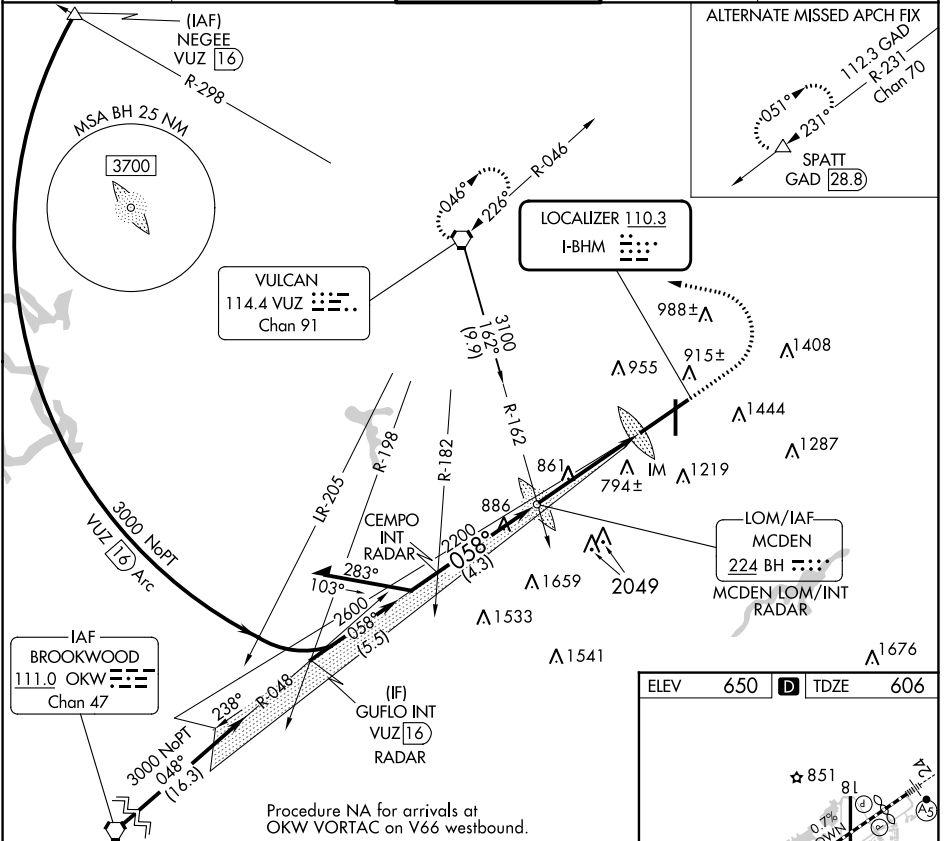 (IAF)
NEGEE
VUZ 16
R-298
MSA BH 25 NM
3700
ALTERNATE MISSED APCH FIX
112.3 GAD
R-231
Chan 70
051°
231°
SPATT
GAD 28.8
046°
226°
R-046
LOCALIZER 110.3
I-BHM
VULCAN
114.4 VUZ
Chan 91
3100
162°
(9.9)
R-162
988±
955
915±
1408
1444
1287
1219
IM
794±
861
886
LR-205
R-198
R-182
CEMPO
INT
RADAR
2200
058°
(4.3)
283°
103°
2600
058°
(5.5)
1659
2049
1533
1541
1676
LOM/IAF
MCDEN
224 BH
MCDEN LOM/INT
RADAR
3000 NoPT
VUZ 16 Arc
IAF
BROOKWOOD
111.0 OKW
Chan 47
238°
R-048
3000 NoPT
048°
(16.3)
(IF)
GUFLO INT
VUZ 16
RADAR
Procedure NA for arrivals at
OKW VORTAC on V66 westbound.
ELEV 650 D TDZE 606
851
18
24
0.7%
P
P
A5